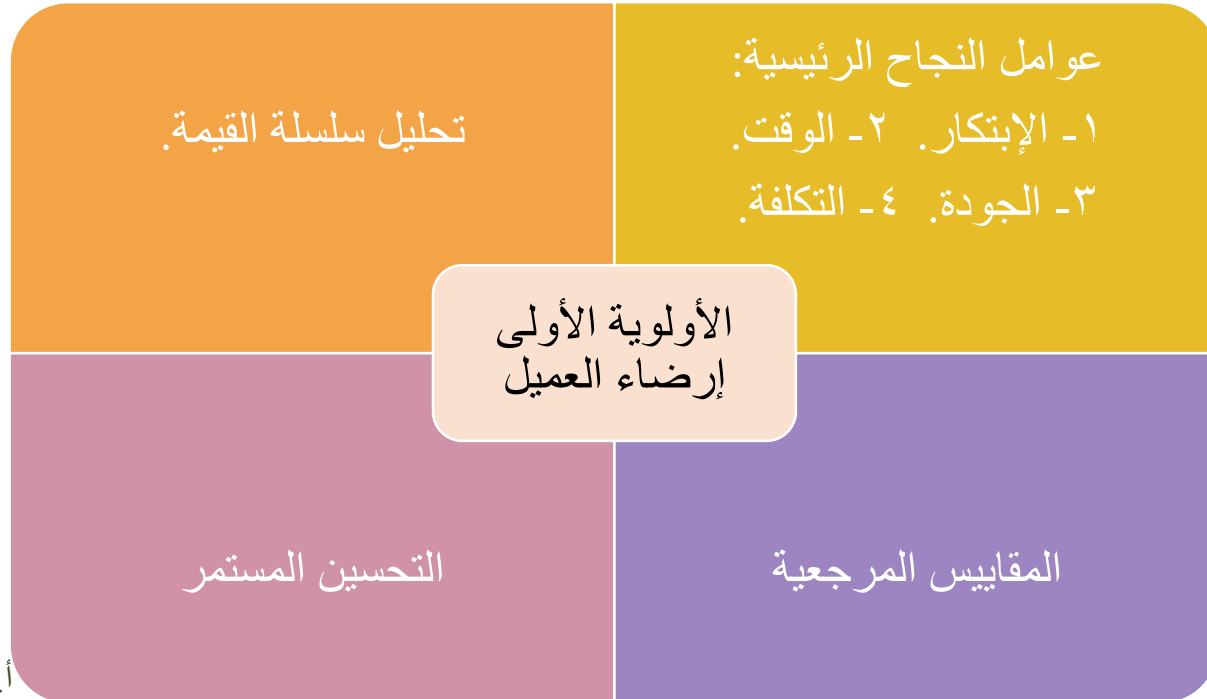 عوامل النجاح الرئيسية:
١- الإبتكار. ٢- الوقت.
٣- الجودة. ٤- التكلفة.
تحليل سلسلة القيمة.
الأولوية الأولى
إرضاء العميل
المقاييس المرجعية
التحسين المستمر